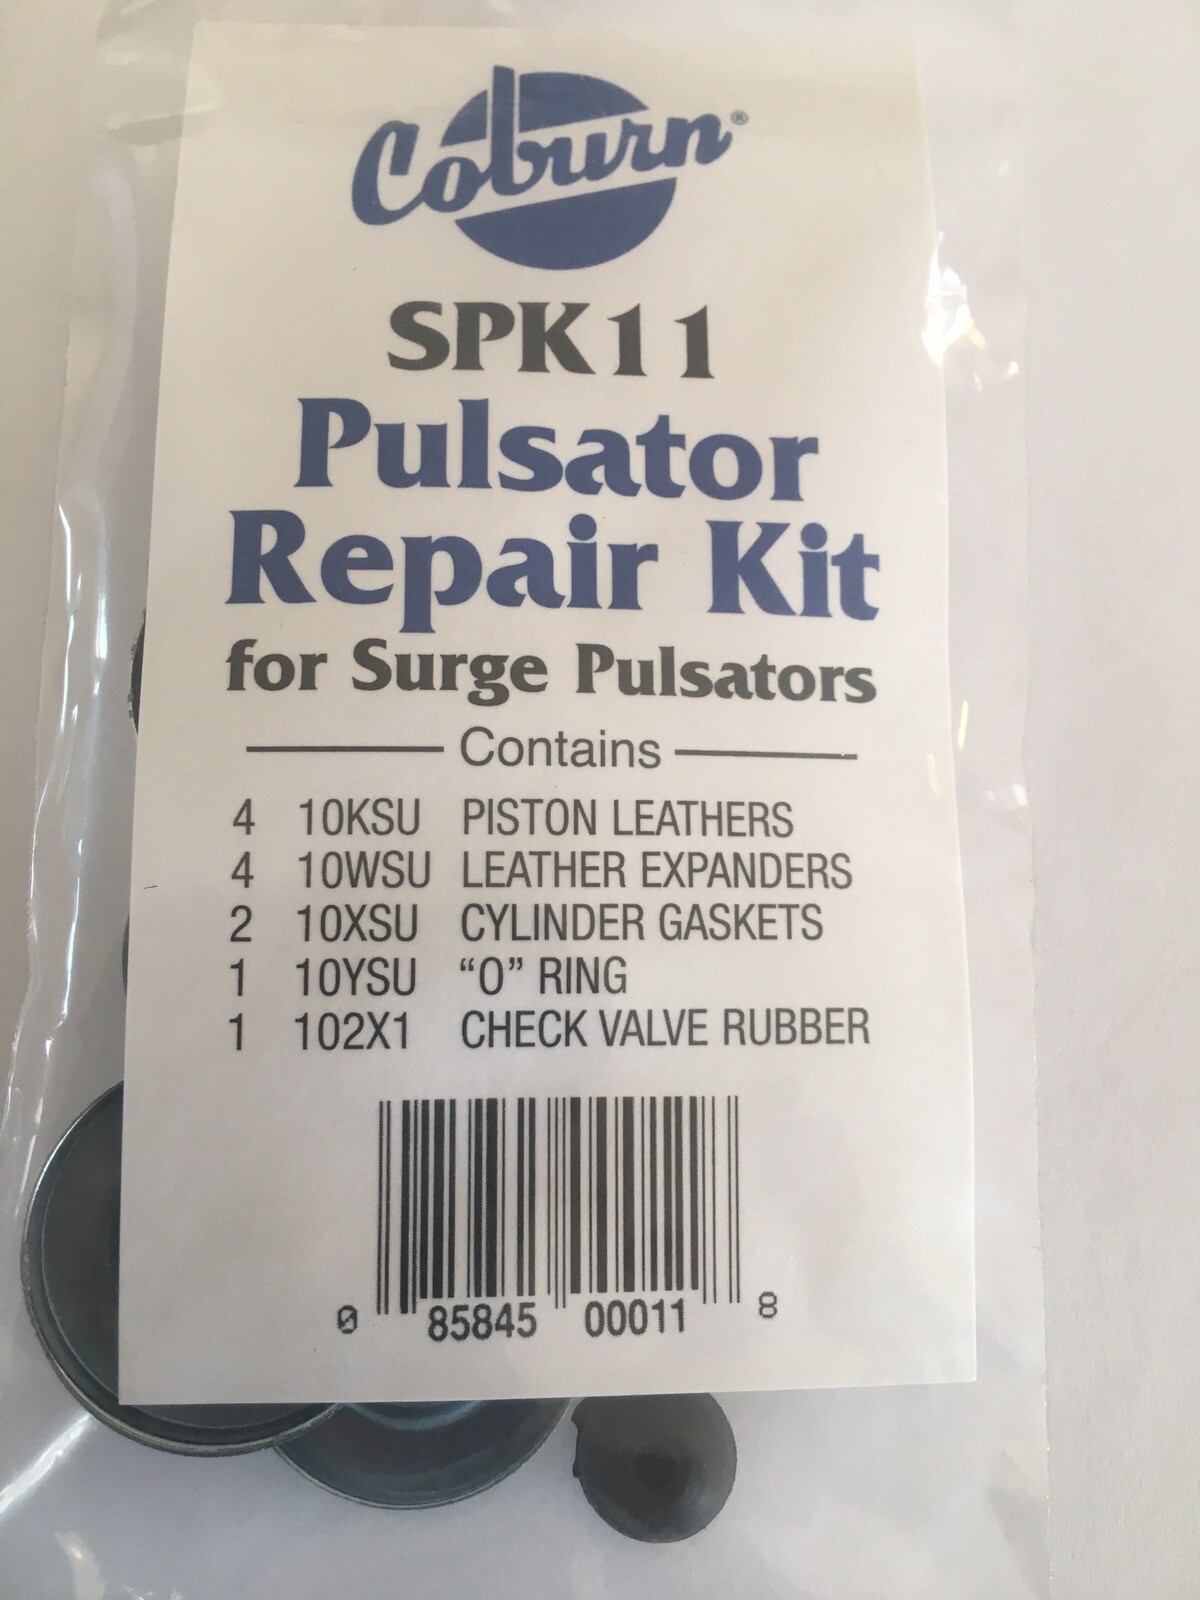 Coburn®
SPK11
Pulsator
Repair Kit
for Surge Pulsators
Contains
4 10KSU PISTON LEATHERS
4 10WSU LEATHER EXPANDERS
2 10XSU CYLINDER GASKETS
1 10YSU “O” RING
1 102X1 CHECK VALVE RUBBER
0 85845 00011 8